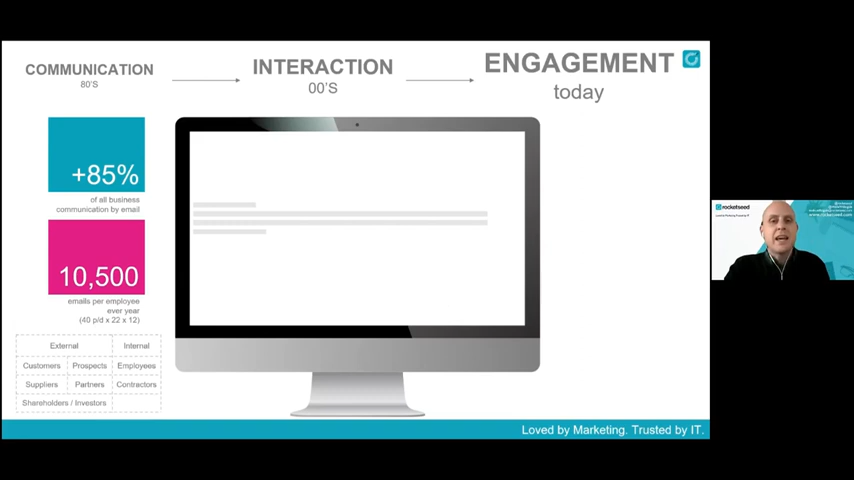 COMMUNICATION
80'S
INTERACTION
00'S
ENGAGEMENT
today
+85%
of all business
communication by email
10,500
emails per employee
ever year
(40 p/d x 22 x 12)
External Internal
Customers Prospects Employees
Suppliers Partners Contractors
Shareholders / Investors
Loved by Marketing. Trusted by IT.
rocketseed